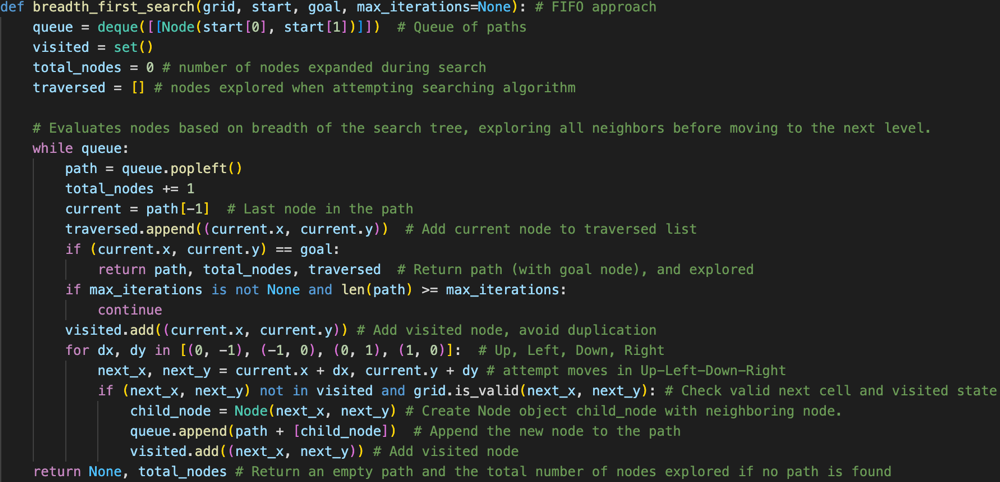 def breadth_first_search(grid, start, goal, max_iterations=None): # FIFO approach
    queue = deque([[Node(start[0], start[1])]])  # Queue of paths
    visited = set()
    total_nodes = 0 # number of nodes expanded during search
    traversed = [] # nodes explored when attempting searching algorithm

    # Evaluates nodes based on breadth of the search tree, exploring all neighbors before moving to the next level.
    while queue:
        path = queue.popleft()
        total_nodes += 1
        current = path[-1]  # Last node in the path
        traversed.append((current.x, current.y))  # Add current node to traversed list
        if (current.x, current.y) == goal:
            return path, total_nodes, traversed  # Return path (with goal node), and explored
        if max_iterations is not None and len(path) >= max_iterations:
            continue
        visited.add((current.x, current.y)) # Add visited node, avoid duplication
        for dx, dy in [(0, -1), (-1, 0), (0, 1), (1, 0)]:  # Up, Left, Down, Right
            next_x, next_y = current.x + dx, current.y + dy # attempt moves in Up-Left-Down-Right
            if (next_x, next_y) not in visited and grid.is_valid(next_x, next_y): # Check valid next cell and visited state
                child_node = Node(next_x, next_y) # Create Node object child_node with neighboring node.
                queue.append(path + [child_node])  # Append the new node to the path
                visited.add((next_x, next_y)) # Add visited node
    return None, total_nodes # Return an empty path and the total number of nodes explored if no path is found